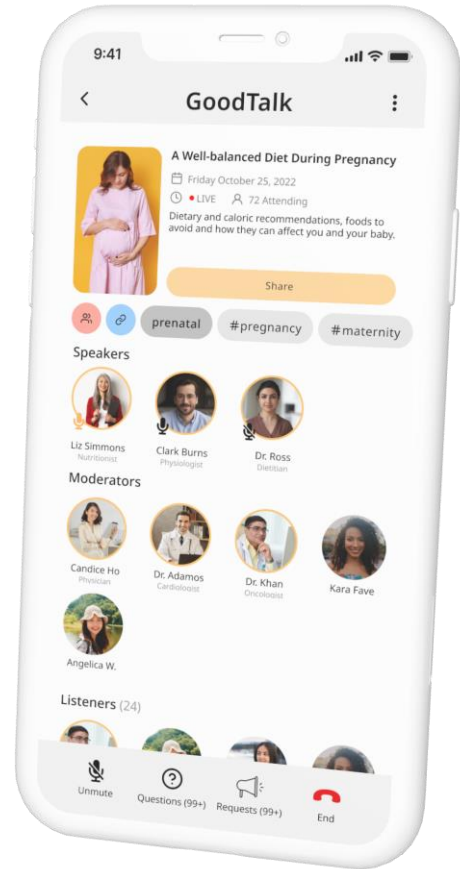 9:41
GoodTalk
A Well-balanced Diet During Pregnancy
Friday October 25, 2022
LIVE 72 Attending
Dietary and caloric recommendations, foods to
avoid and how they can affect you and your baby.
Share
prenatal #pregnancy #maternity
Speakers
Liz Simmons Clark Burns Dr. Ross
Nutritionist Physiologist Dietitian
Moderators
Candice Ho Dr. Adamos Dr. Khan Kara Fave
Physician Cardiologist Oncologist
Angelica W.
Listeners (24)
Unmute Questions (99+) Requests (99+) End